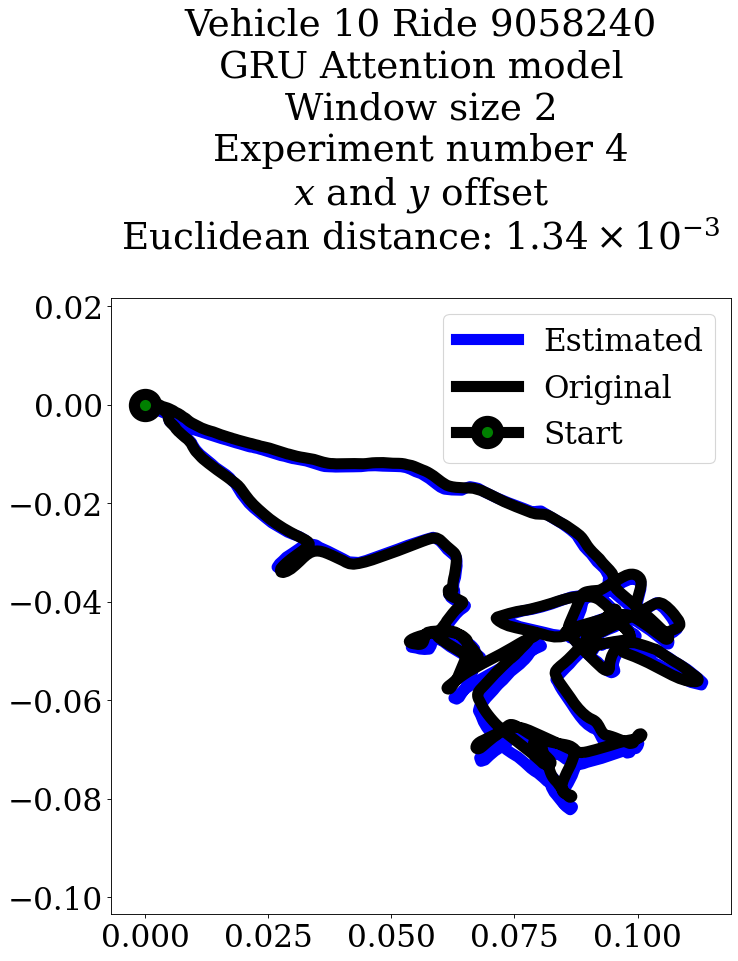 Vehicle 10 Ride 9058240
GRU Attention model
Window size 2
Experiment number 4
x and y offset
Euclidean distance: 1.34 × 10⁻³
Estimated
Original
Start
0.02
0.00
−0.02
−0.04
−0.06
−0.08
−0.10
0.000 0.025 0.050 0.075 0.100